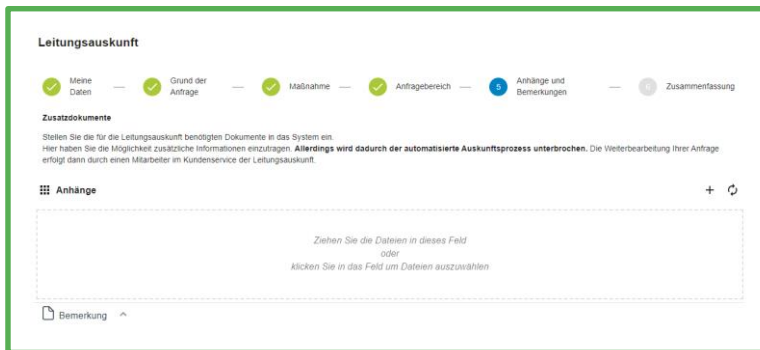 Leitungsauskunft
Meine Daten — Grund der Anfrage — Maßnahme — Anfragebereich — 5 Anhänge und Bemerkungen — 6 Zusammenfassung
Zusatzdokumente
Stellen Sie die für die Leitungsauskunft benötigten Dokumente in das System ein.
Hier haben Sie die Möglichkeit zusätzliche Informationen einzutragen. Allerdings wird dadurch der automatisierte Auskunftsprozess unterbrochen. Die Weiterbearbeitung Ihrer Anfrage
erfolgt dann durch einen Mitarbeiter im Kundenservice der Leitungsauskunft.
Anhänge
Ziehen Sie die Dateien in dieses Feld
oder
klicken Sie in das Feld um Dateien auszuwählen
Bemerkung